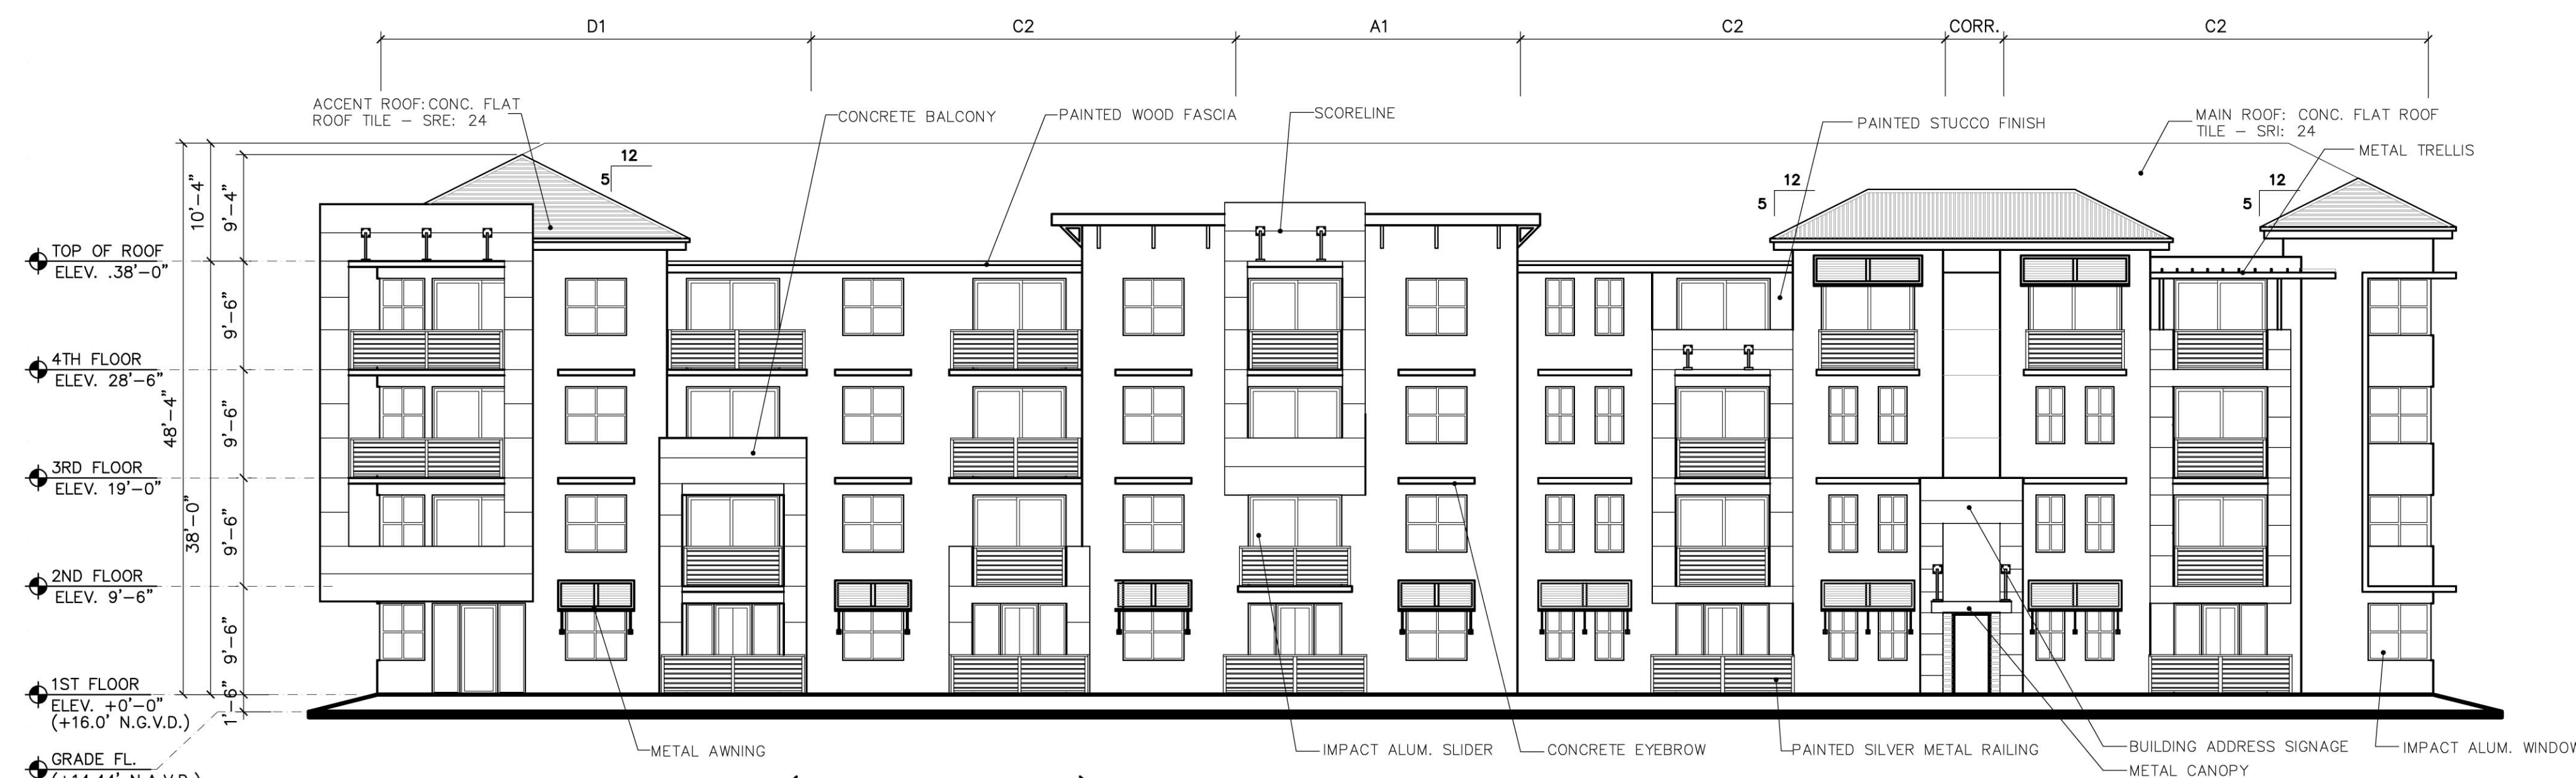 D1
C2
A1
C2
CORR.
C2
ACCENT ROOF: CONC. FLAT
ROOF TILE – SRE: 24
CONCRETE BALCONY
PAINTED WOOD FASCIA
SCORELINE
PAINTED STUCCO FINISH
MAIN ROOF: CONC. FLAT ROOF
TILE – SRI: 24
METAL TRELLIS
12
5
12
5
12
5
10'–4"
9'–4"
48'–4"
38'–0"
9'–6"
9'–6"
9'–6"
9'–6"
1'–6"
TOP OF ROOF
ELEV. .38'–0"
4TH FLOOR
ELEV. 28'–6"
3RD FLOOR
ELEV. 19'–0"
2ND FLOOR
ELEV. 9'–6"
1ST FLOOR
ELEV. +0'–0"
(+16.0' N.G.V.D.)
GRADE FL.
METAL AWNING
IMPACT ALUM. SLIDER
CONCRETE EYEBROW
PAINTED SILVER METAL RAILING
BUILDING ADDRESS SIGNAGE
METAL CANOPY
IMPACT ALUM. WINDOW